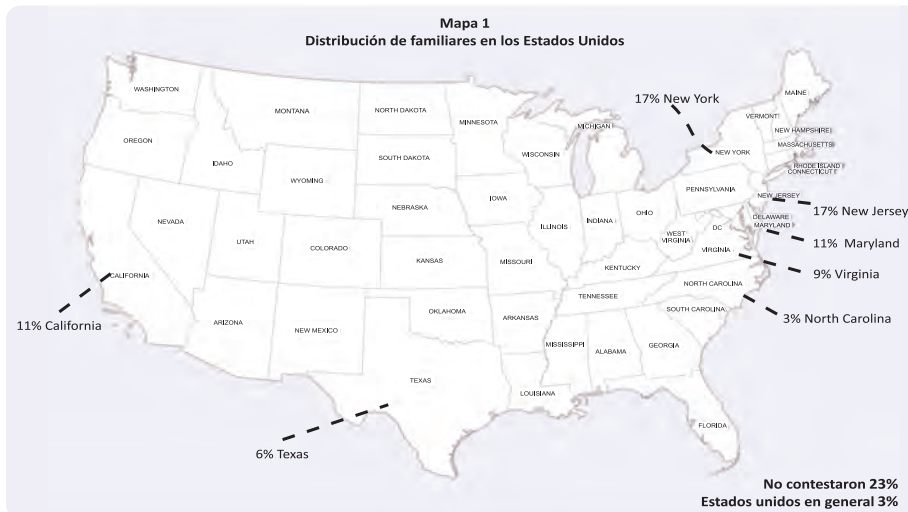 Mapa 1
Distribución de familiares en los Estados Unidos
WASHINGTON
MONTANA
NORTH DAKOTA
MINNESOTA
MICHIGAN
17% New York
MAINE
VERMONT
NEW HAMPSHIRE
MASSACHUSETTS
RHODE ISLAND
CONNECTICUT
OREGON
IDAHO
SOUTH DAKOTA
WISCONSIN
NEW YORK
WYOMING
PENNSYLVANIA
NEW JERSEY
17% New Jersey
NEVADA
UTAH
COLORADO
NEBRASKA
IOWA
ILLINOIS
INDIANA
OHIO
WEST
VIRGINIA
DC
DELAWARE
MARYLAND
11% Maryland
VIRGINIA
9% Virginia
CALIFORNIA
11% California
KANSAS
MISSOURI
KENTUCKY
NORTH CAROLINA
3% North Carolina
ARIZONA
NEW MEXICO
OKLAHOMA
ARKANSAS
TENNESSEE
SOUTH CAROLINA
MISSISSIPPI
ALABAMA
GEORGIA
TEXAS
6% Texas
LOUISIANA
FLORIDA
No contestaron 23%
Estados unidos en general 3%